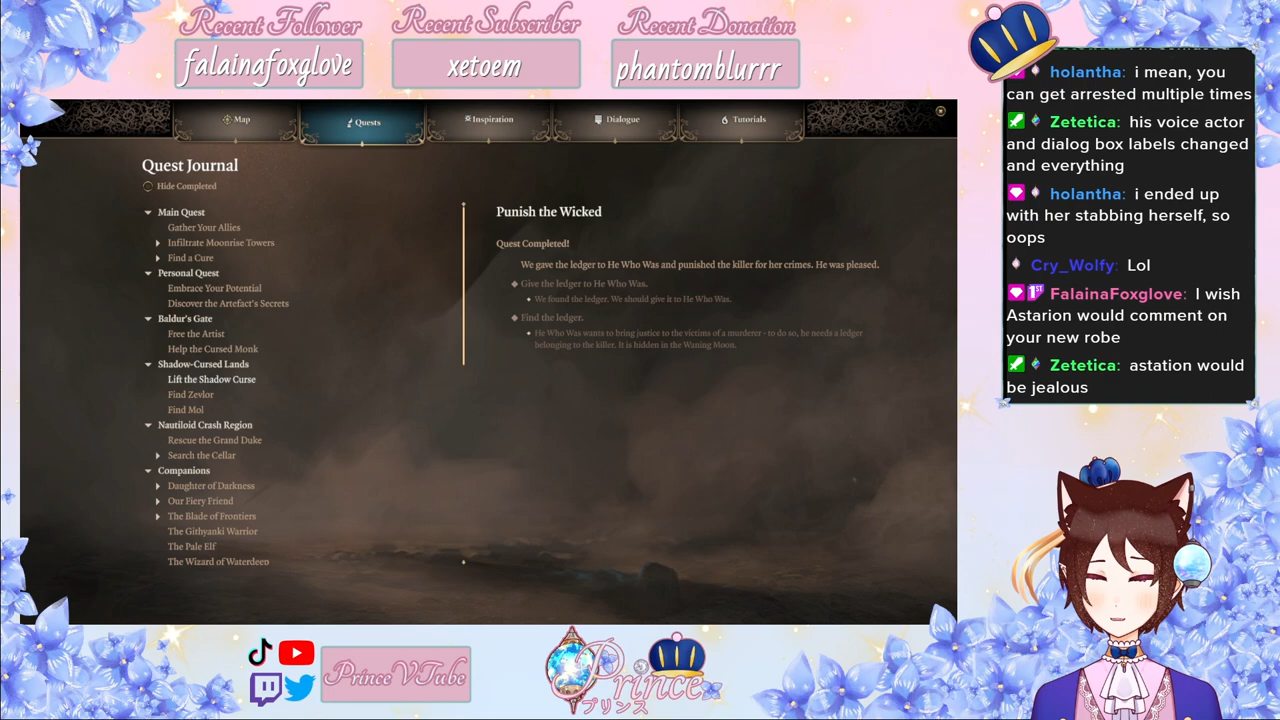 Recent Follower
Recent Subscriber
Recent Donation
falainafoxglove
xetoem
phantomblurrr
Map
Quests
Inspiration
Dialogue
Tutorials
Quest Journal
Hide Completed
Main Quest
Gather Your Allies
Infiltrate Moonrise Towers
Find a Cure
Personal Quest
Embrace Your Potential
Discover the Artefact's Secrets
Baldur's Gate
Free the Artist
Help the Cursed Monk
Shadow-Cursed Lands
Lift the Shadow Curse
Find Zevlor
Find Mol
Nautiloid Crash Region
Rescue the Grand Duke
Search the Cellar
Companions
Daughter of Darkness
Our Fiery Friend
The Blade of Frontiers
The Githyanki Warrior
The Pale Elf
The Wizard of Waterdeep
Punish the Wicked
Quest Completed!
We gave the ledger to He Who Was and punished the killer for her crimes. He was pleased.
Give the ledger to He Who Was.
We found the ledger. We should give it to He Who Was.
Find the ledger.
He Who Was wants to bring justice to the victims of a murderer - to do so, he needs a ledger
belonging to the killer. It is hidden in the Waning Moon.
holantha: i mean, you
can get arrested multiple times
Zetetica: his voice actor
and dialog box labels changed
and everything
holantha: i ended up
with her stabbing herself, so
oops
Cry_Wolfy: Lol
1ST FalainaFoxglove: I wish
Astarion would comment on
your new robe
Zetetica: astation would
be jealous
PrinceVTube
Prince
プリンス